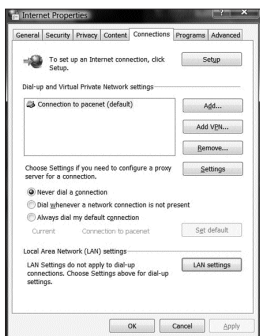 Internet Properties
General Security Privacy Content Connections Programs Advanced
To set up an Internet connection, click Setup.
Setup
Dial-up and Virtual Private Network settings
Connection to pacenet (default)
Add...
Add VPN...
Remove...
Choose Settings if you need to configure a proxy server for a connection.
Settings
Never dial a connection
Dial whenever a network connection is not present
Always dial my default connection
Current Connection to pacenet
Set default
Local Area Network (LAN) settings
LAN Settings do not apply to dial-up connections. Choose Settings above for dial-up settings.
LAN settings
OK Cancel Apply